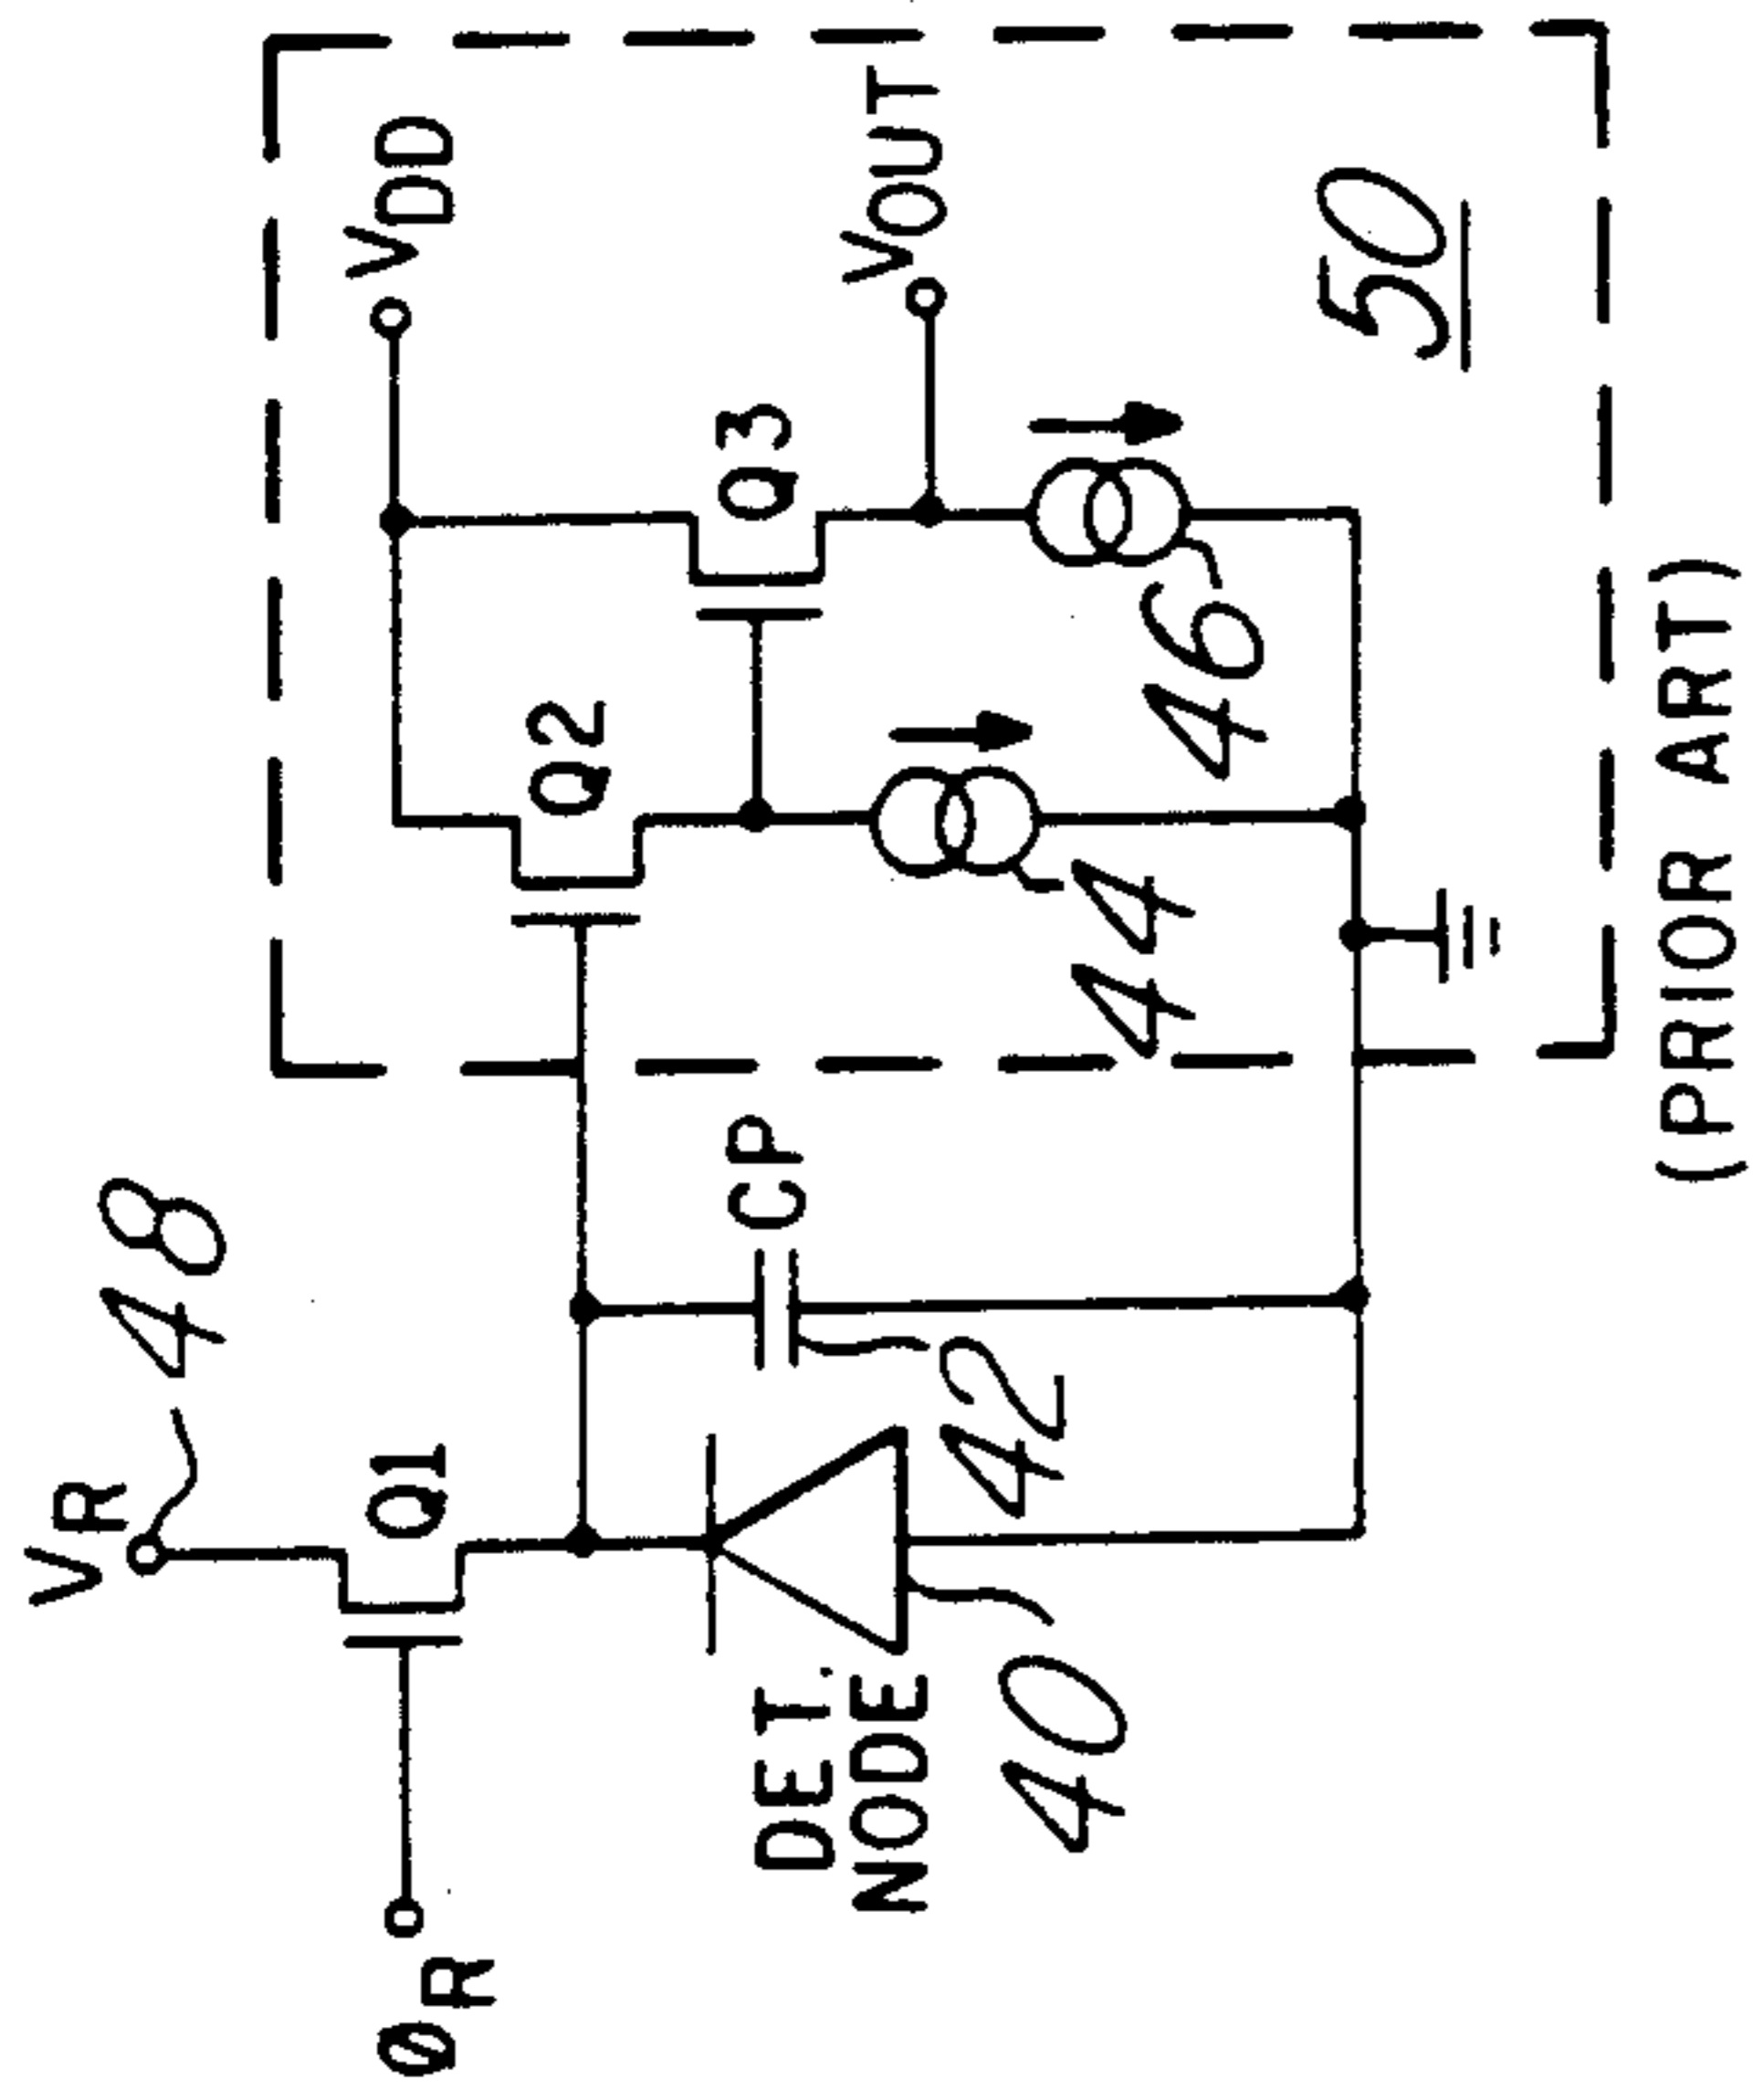 VR
48
ØR
Q1
DET.
NODE
40
42
CP
Q2
44
Q3
46
VDD
VOUT
50
(PRIOR ART)